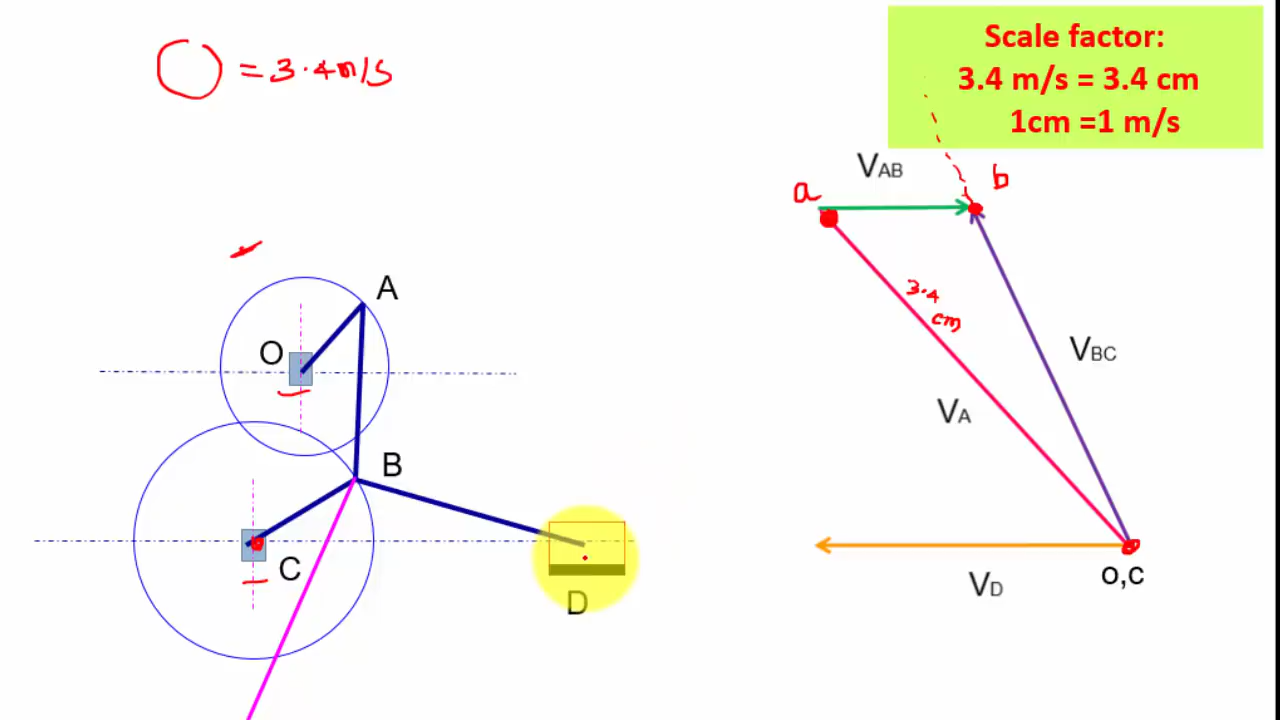 = 3.4m/s
Scale factor:
3.4 m/s = 3.4 cm
1cm =1 m/s
VAB
a
b
A
3.4
cm
O
VBC
VA
B
C
D
VD
o,c